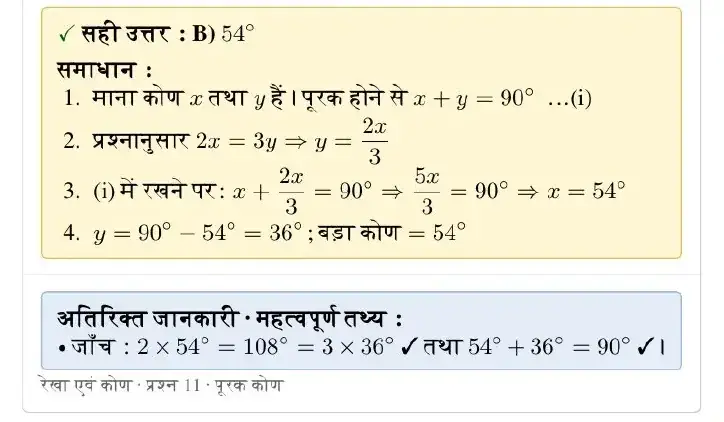 ✓ सही उत्तर : B) 54°
समाधान :
1. माना कोण x तथा y हैं। पूरक होने से x + y = 90° …(i)
2. प्रश्नानुसार 2x = 3y ⇒ y = 2x/3
3. (i) में रखने पर: x + 2x/3 = 90° ⇒ 5x/3 = 90° ⇒ x = 54°
4. y = 90° − 54° = 36° ; बड़ा कोण = 54°
अतिरिक्त जानकारी · महत्वपूर्ण तथ्य :
• जाँच : 2 × 54° = 108° = 3 × 36° ✓ तथा 54° + 36° = 90° ✓।
रेखा एवं कोण · प्रश्न 11 · पूरक कोण